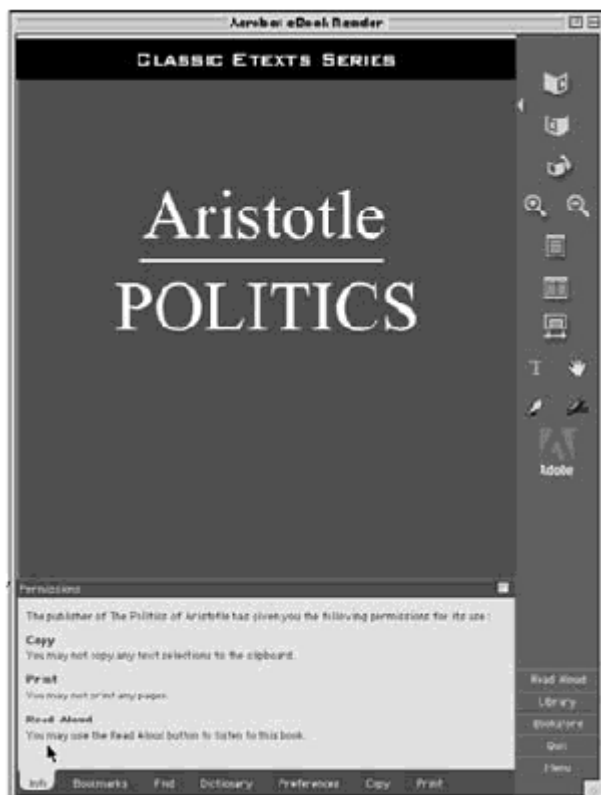 Acrobat eBook Reader
CLASSIC ETEXTS SERIES
Aristotle
POLITICS
T
Adobe
Permissions
The publisher of The Politics of Aristotle has given you the following permissions for its use:
Copy
You may not copy any text selections to the clipboard.
Print
You may not print any pages.
Read Aloud
You may use the Read Aloud button to listen to this book.
Read Aloud
Library
Bookstore
Quit
Menu
Info Bookmarks Find Dictionary Preferences Copy Print